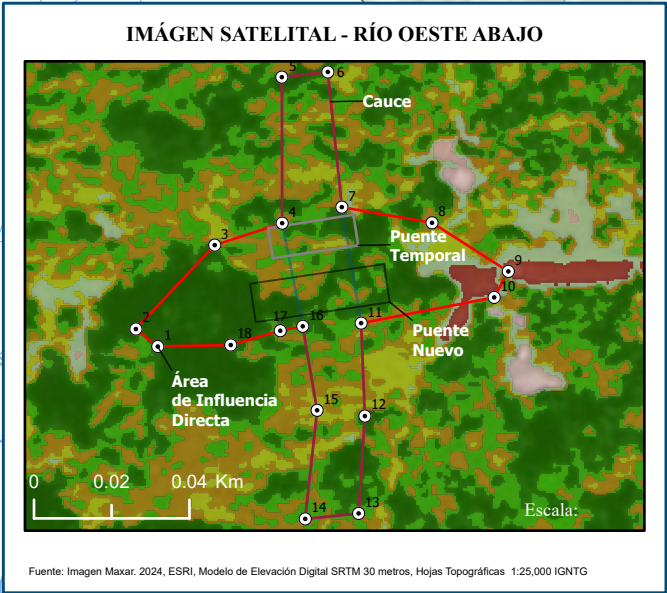 IMÁGEN SATELITAL - RÍO OESTE ABAJO
5
6
Cauce
7
8
4
3
Puente
Temporal
9
10
2
1
18
17
16
11
Puente
Nuevo
Área
de Influencia
Directa
15
12
0 0.02 0.04 Km
14
13
Escala:
Fuente: Imagen Maxar. 2024, ESRI, Modelo de Elevación Digital SRTM 30 metros, Hojas Topográficas 1:25,000 IGNTG